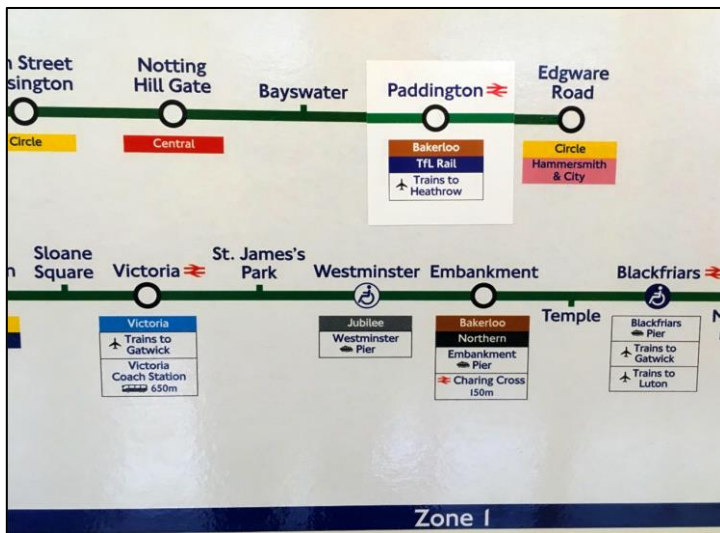 h Street
sington
Circle
Notting
Hill Gate
Central
Bayswater
Paddington
Bakerloo
TfL Rail
Trains to
Heathrow
Edgware
Road
Circle
Hammersmith
& City
n
Sloane
Square
Victoria
Victoria
Trains to
Gatwick
Victoria
Coach Station
650m
St. James's
Park
Westminster
Jubilee
Westminster
Pier
Embankment
Bakerloo
Northern
Embankment
Pier
Charing Cross
150m
Temple
Blackfriars
Blackfriars
Pier
Trains to
Gatwick
Trains to
Luton
Zone 1